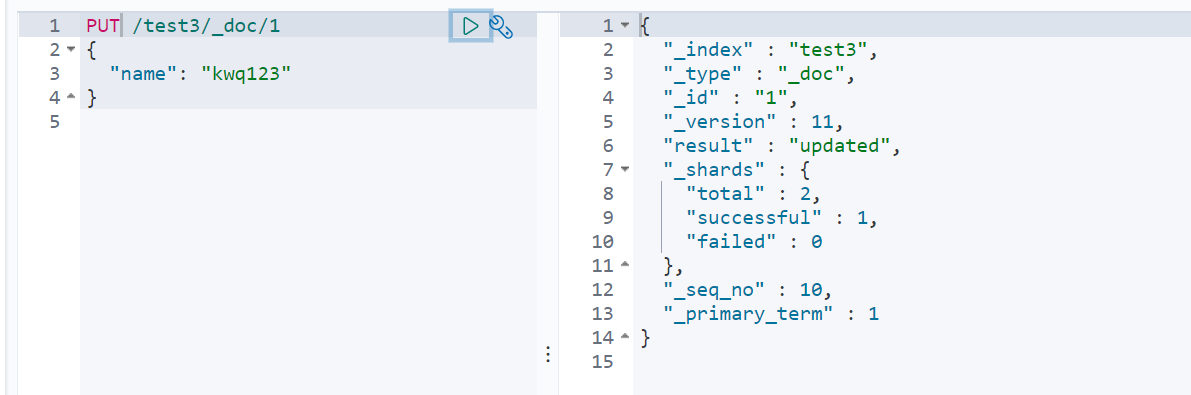 1 PUT /test3/_doc/1
2 {
3 "name": "kwq123"
4 }
5
1 {
2 "_index" : "test3",
3 "_type" : "_doc",
4 "_id" : "1",
5 "_version" : 11,
6 "result" : "updated",
7 "_shards" : {
8 "total" : 2,
9 "successful" : 1,
10 "failed" : 0
11 },
12 "_seq_no" : 10,
13 "_primary_term" : 1
14 }
15